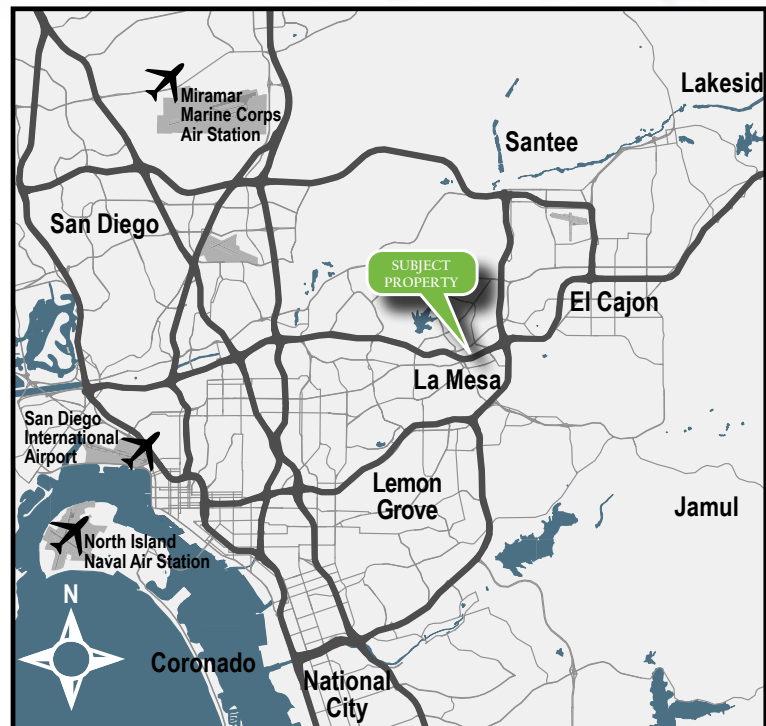 Lakesid
Miramar
Marine Corps
Air Station
Santee
San Diego
SUBJECT
PROPERTY
El Cajon
La Mesa
San Diego
International
Airport
Lemon
Grove
Jamul
North Island
Naval Air Station
N
Coronado
National
City